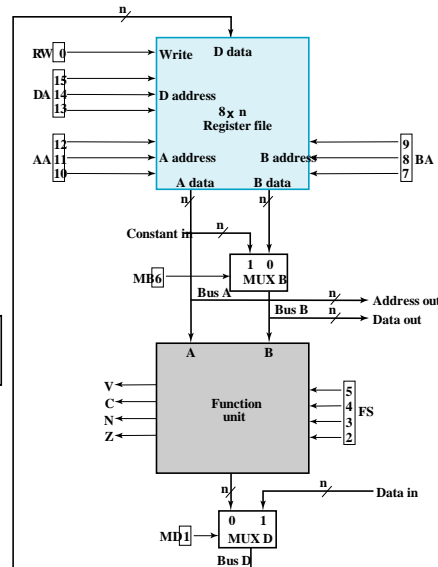 n
RW 0
Write
D data
DA
15
14
13
D address
8 x n
Register file
AA
12
11
10
A address
B address
9
8
7
BA
A data
B data
n
n
Constant in
n
1 0
MUX B
MB 6
Bus A
n
Address out
Bus B
n
Data out
A
B
V
C
N
Z
Function
unit
5
4
3
2
FS
n
n
Data in
0 1
MUX D
MD 1
Bus D